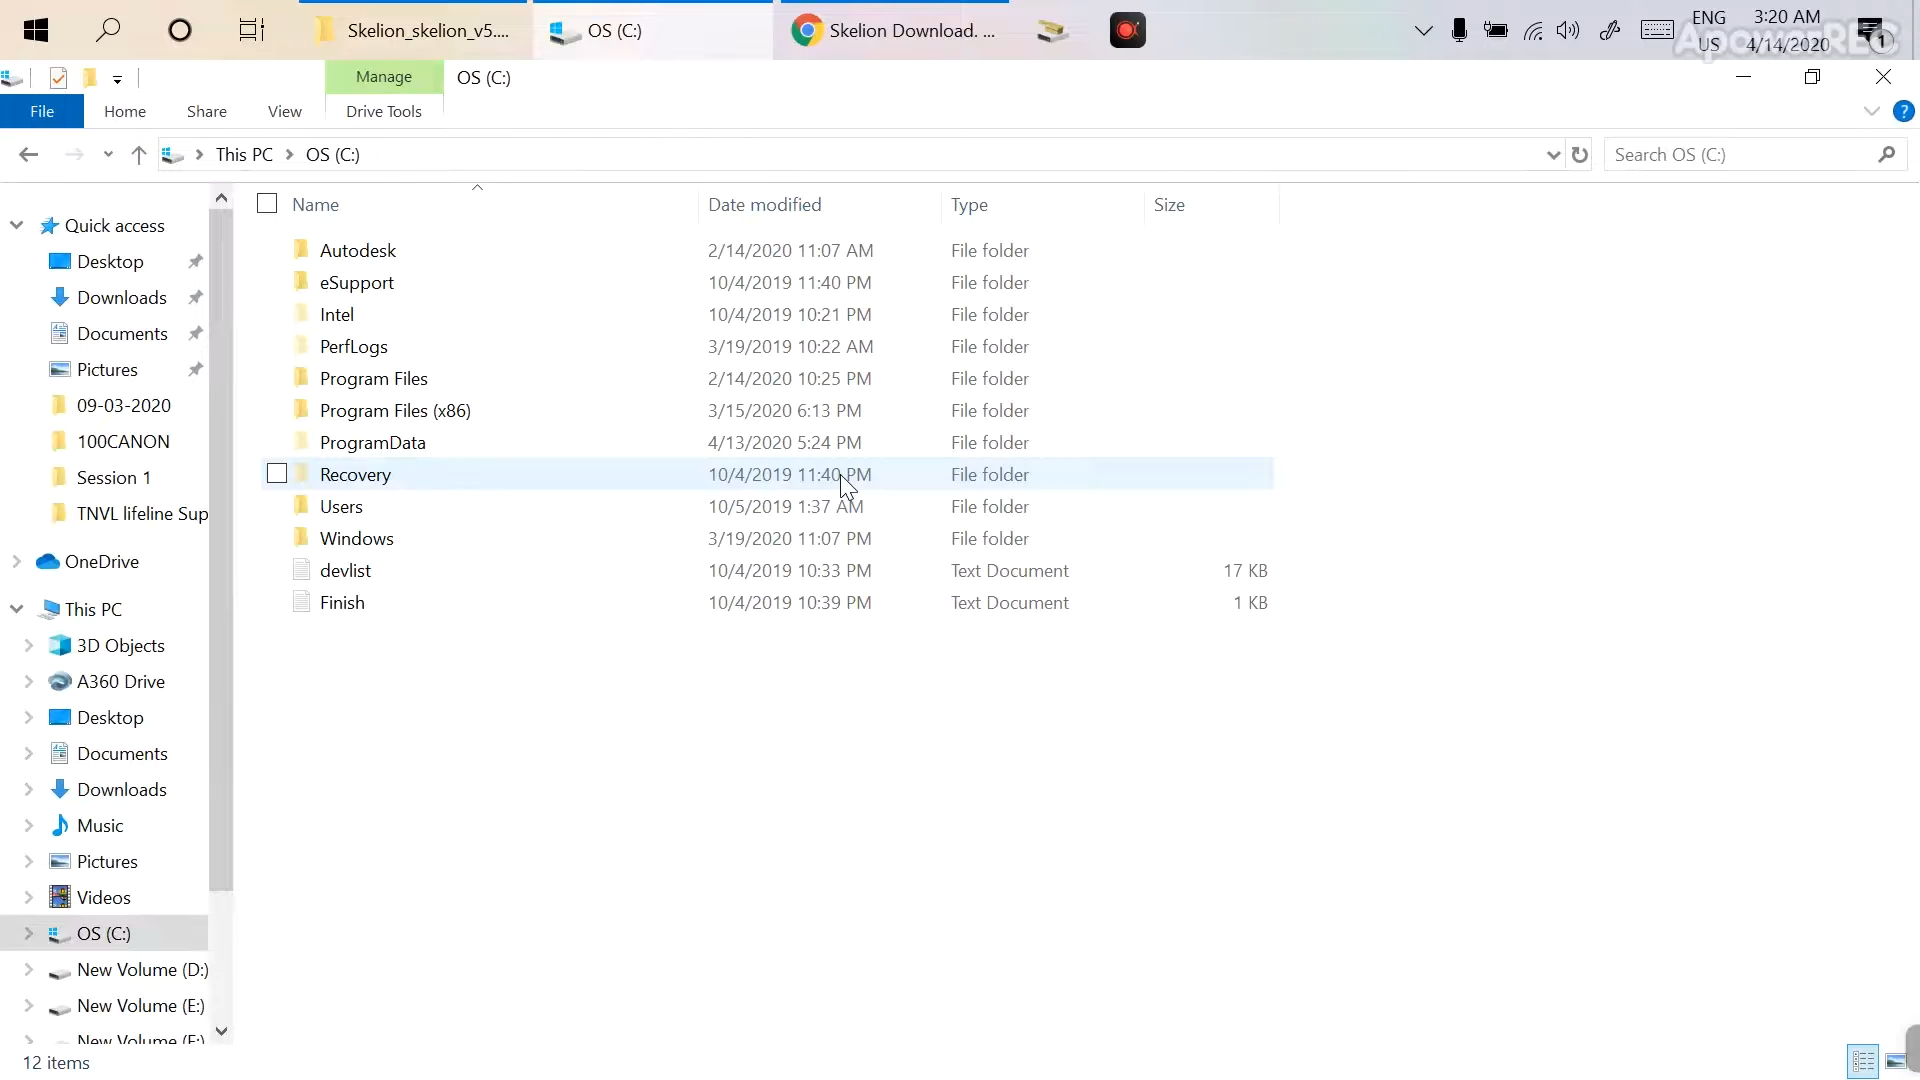 Skelion_skelion_v5.... OS (C:) Skelion Download. ... ENG 3:20 AM
US 4/14/2020 1
ApowerREC
Manage OS (C:)
File Home Share View Drive Tools
This PC OS (C:) Search OS (C:)
Name Date modified Type Size
Quick access
Desktop
Downloads
Documents
Pictures
09-03-2020
100CANON
Session 1
TNVL lifeline Sup
OneDrive
This PC
3D Objects
A360 Drive
Desktop
Documents
Downloads
Music
Pictures
Videos
OS (C:)
New Volume (D:)
New Volume (E:)
New Volume (F:)
Autodesk 2/14/2020 11:07 AM File folder
eSupport 10/4/2019 11:40 PM File folder
Intel 10/4/2019 10:21 PM File folder
PerfLogs 3/19/2019 10:22 AM File folder
Program Files 2/14/2020 10:25 PM File folder
Program Files (x86) 3/15/2020 6:13 PM File folder
ProgramData 4/13/2020 5:24 PM File folder
Recovery 10/4/2019 11:40 PM File folder
Users 10/5/2019 1:37 AM File folder
Windows 3/19/2020 11:07 PM File folder
devlist 10/4/2019 10:33 PM Text Document 17 KB
Finish 10/4/2019 10:39 PM Text Document 1 KB
12 items